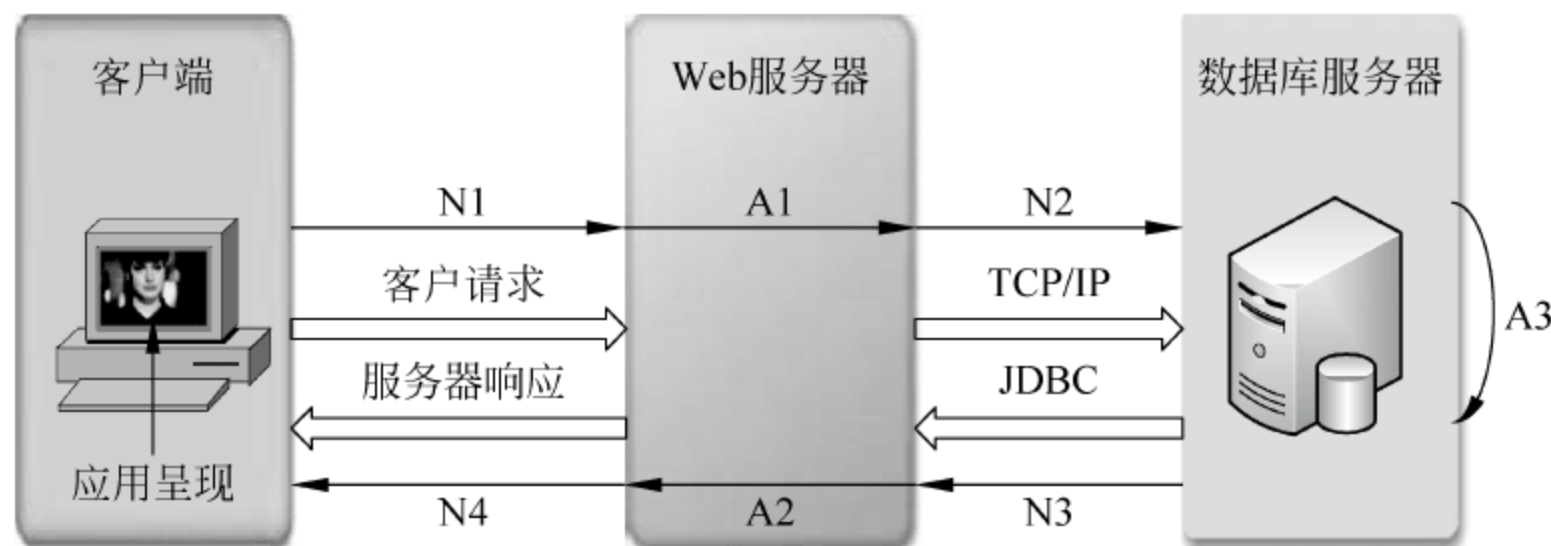 客户端
Web服务器
数据库服务器
N1
A1
N2
客户请求
TCP/IP
A3
服务器响应
JDBC
应用呈现
N4
A2
N3